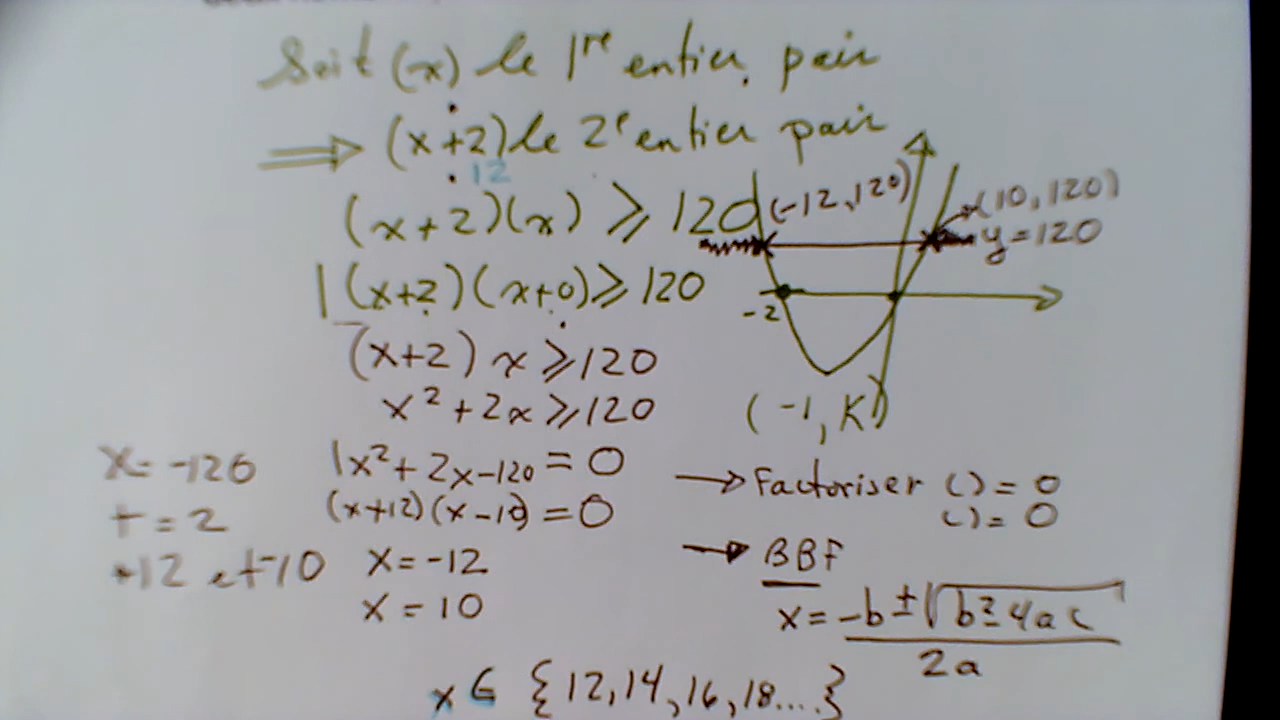 Soit (x) le 1re entier pair
⟹ (x+2) le 2e entier pair
12
(x+2)(x) ⩾ 120
(-12,120)
(10,120)
y=120
|(x+2)(x+0)⩾120
-2
(x+2) x ⩾120
x²+2x⩾120
(-1, K)
x= -120
1x²+2x-120=0
→ Factoriser ( ) = 0
( ) = 0
+ = 2
(x+12)(x-10)=0
+12 et -10
x=-12
→ BBF
x = 10
x= -b±√b²-4ac
2a
x ∈ {12,14,16,18....}